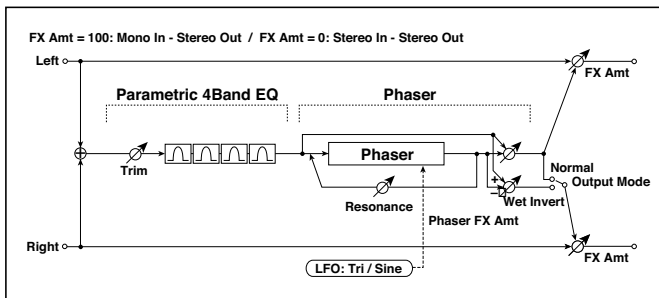 FX Amt = 100: Mono In - Stereo Out / FX Amt = 0: Stereo In - Stereo Out
Left
FX Amt
Parametric 4Band EQ
Phaser
Trim
Phaser
Resonance
+
−
Normal
Output Mode
Wet Invert
Phaser FX Amt
Right
LFO: Tri / Sine
FX Amt